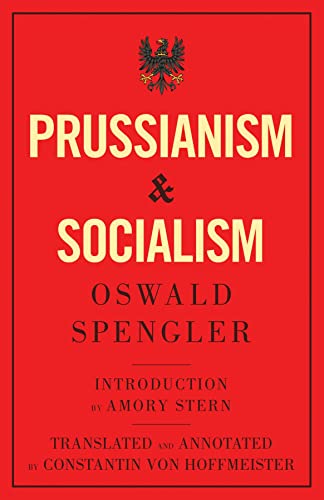 PRUSSIANISM
&
SOCIALISM
OSWALD
SPENGLER
INTRODUCTION
BY AMORY STERN
TRANSLATED AND ANNOTATED
BY CONSTANTIN VON HOFFMEISTER